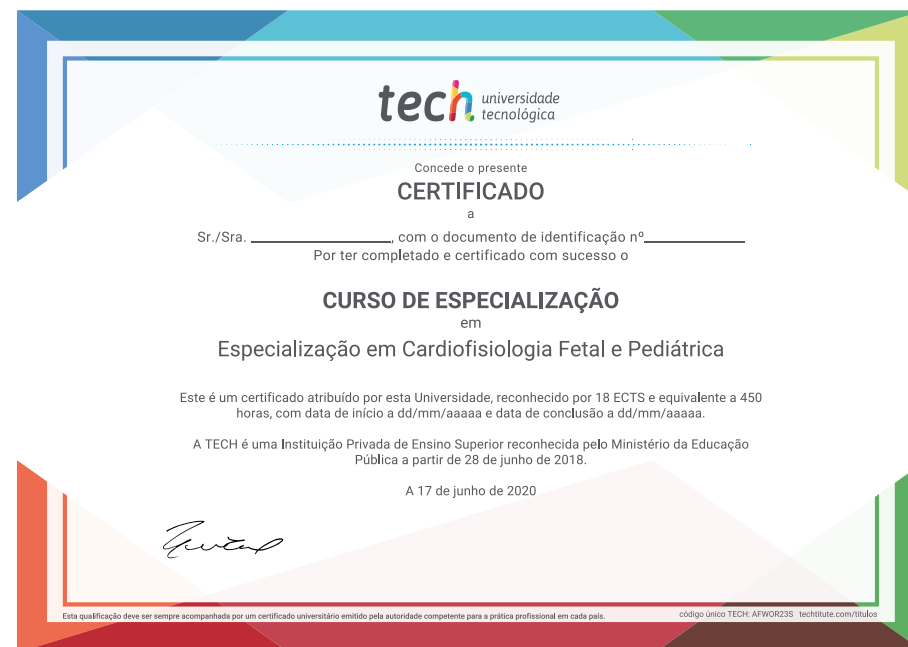 tech universidade
tecnológica
Concede o presente
CERTIFICADO
a
Sr./Sra. ____________, com o documento de identificação nº____________
Por ter completado e certificado com sucesso o
CURSO DE ESPECIALIZAÇÃO
em
Especialização em Cardiofisiologia Fetal e Pediátrica
Este é um certificado atribuído por esta Universidade, reconhecido por 18 ECTS e equivalente a 450
horas, com data de início a dd/mm/aaaaa e data de conclusão a dd/mm/aaaaa.
A TECH é uma Instituição Privada de Ensino Superior reconhecida pelo Ministério da Educação
Pública a partir de 28 de junho de 2018.
A 17 de junho de 2020
Esta qualificação deve ser sempre acompanhada por um certificado universitário emitido pela autoridade competente para a prática profissional em cada país.
código único TECH: AFWOR23S techtitute.com/titulos